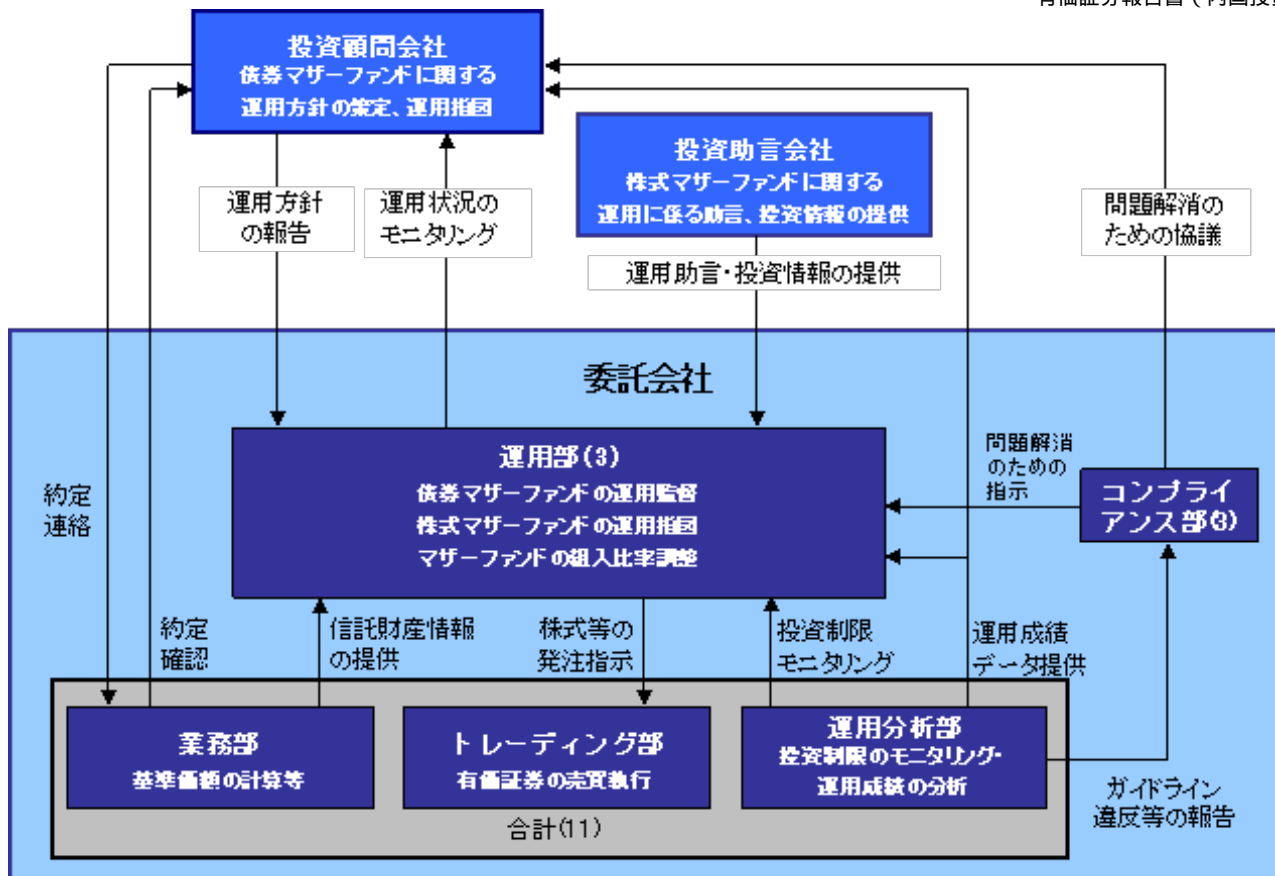 投資顧問会社
債券マザーファンドに関する
運用方針の策定、運用指図
投資助言会社
株式マザーファンドに関する
運用に係る助言、投資情報の提供
運用方針
の報告
運用状況の
モニタリング
運用助言・投資情報の提供
問題解消の
ための協議
委託会社
運用部(3)
債券マザーファンドの運用監督
株式マザーファンドの運用指図
マザーファンドの組入比率調整
問題解消
のための
指示
コンプライ
アンス部(3)
約定
連絡
約定
確認
信託財産情報
の提供
株式等の
発注指示
投資制限
モニタリング
運用成績
データ提供
業務部
基準価額の計算等
トレーディング部
有価証券の売買執行
運用分析部
投資制限のモニタリング・
運用成績の分析
合計(11)
ガイドライン
違反等の報告